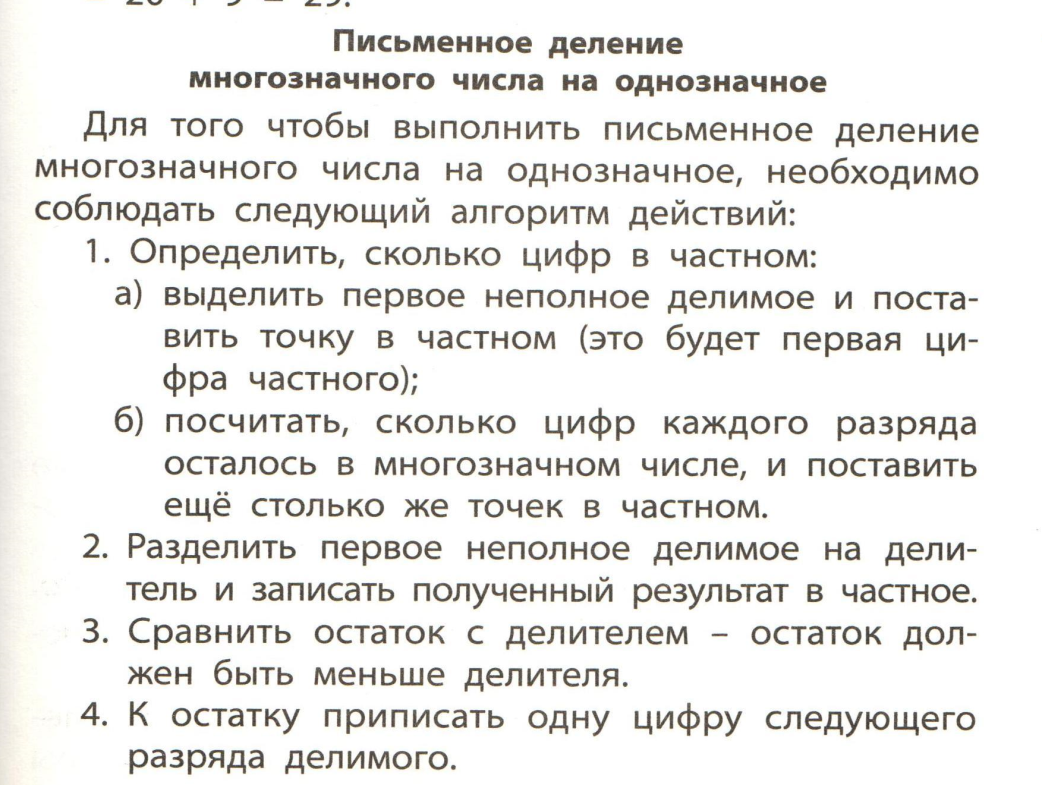 = 20 + 9 = 29.
Письменное деление
многозначного числа на однозначное
Для того чтобы выполнить письменное деление
многозначного числа на однозначное, необходимо
соблюдать следующий алгоритм действий:
1. Определить, сколько цифр в частном:
а) выделить первое неполное делимое и поста-
вить точку в частном (это будет первая ци-
фра частного);
б) посчитать, сколько цифр каждого разряда
осталось в многозначном числе, и поставить
ещё столько же точек в частном.
2. Разделить первое неполное делимое на дели-
тель и записать полученный результат в частное.
3. Сравнить остаток с делителем – остаток дол-
жен быть меньше делителя.
4. К остатку приписать одну цифру следующего
разряда делимого.